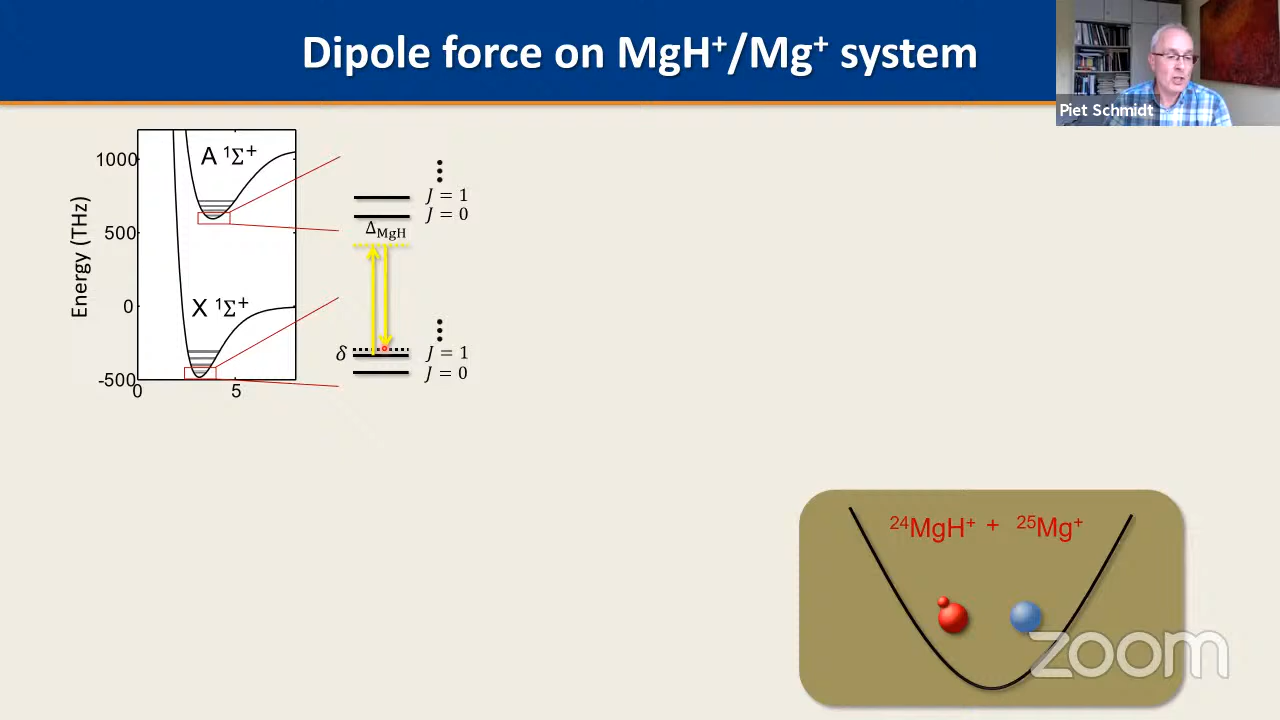 Dipole force on MgH⁺/Mg⁺ system
Piet Schmidt
Energy (THz)
1000
500
0
-500
0
5
A ¹Σ⁺
X ¹Σ⁺
⋮
J = 1
J = 0
Δ_MgH
⋮
δ
J = 1
J = 0
²⁴MgH⁺ + ²⁵Mg⁺
zoom